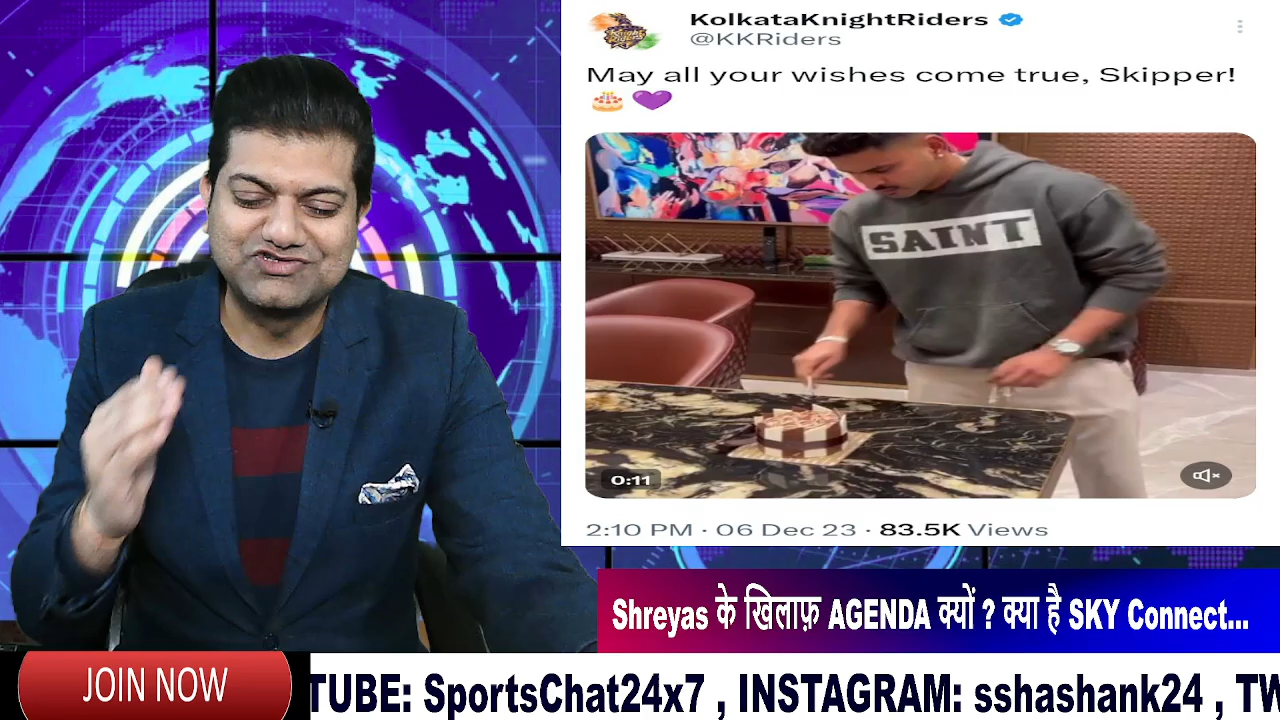 KolkataKnightRiders
@KKRiders
May all your wishes come true, Skipper!
🎂💜
SAINT
0:11
2:10 PM · 06 Dec 23 · 83.5K Views
Shreyas के खिलाफ़ AGENDA क्यों ? क्या है SKY Connect...
JOIN NOW
TUBE: SportsChat24x7 , INSTAGRAM: sshashank24 , TW